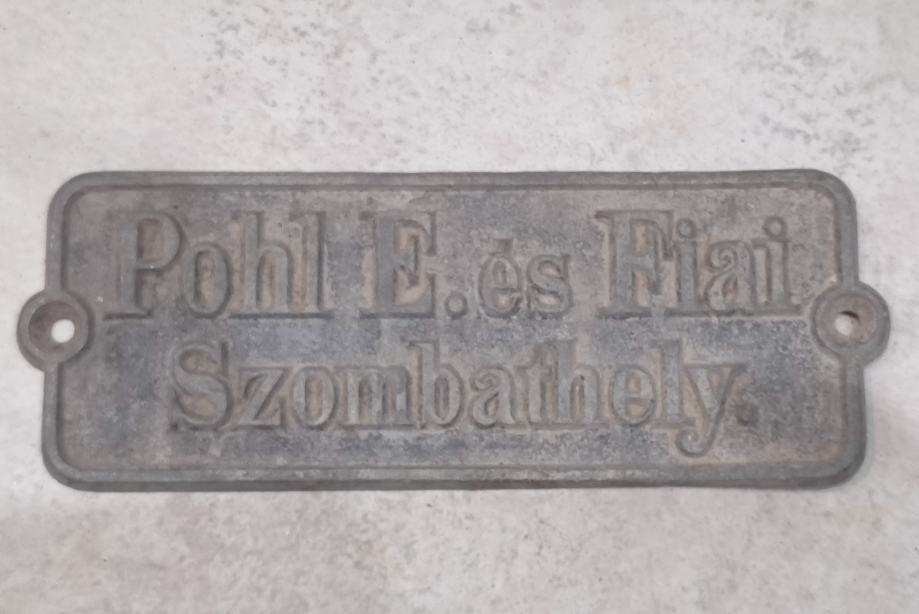 Pohl E. és Fiai
Szombathely.